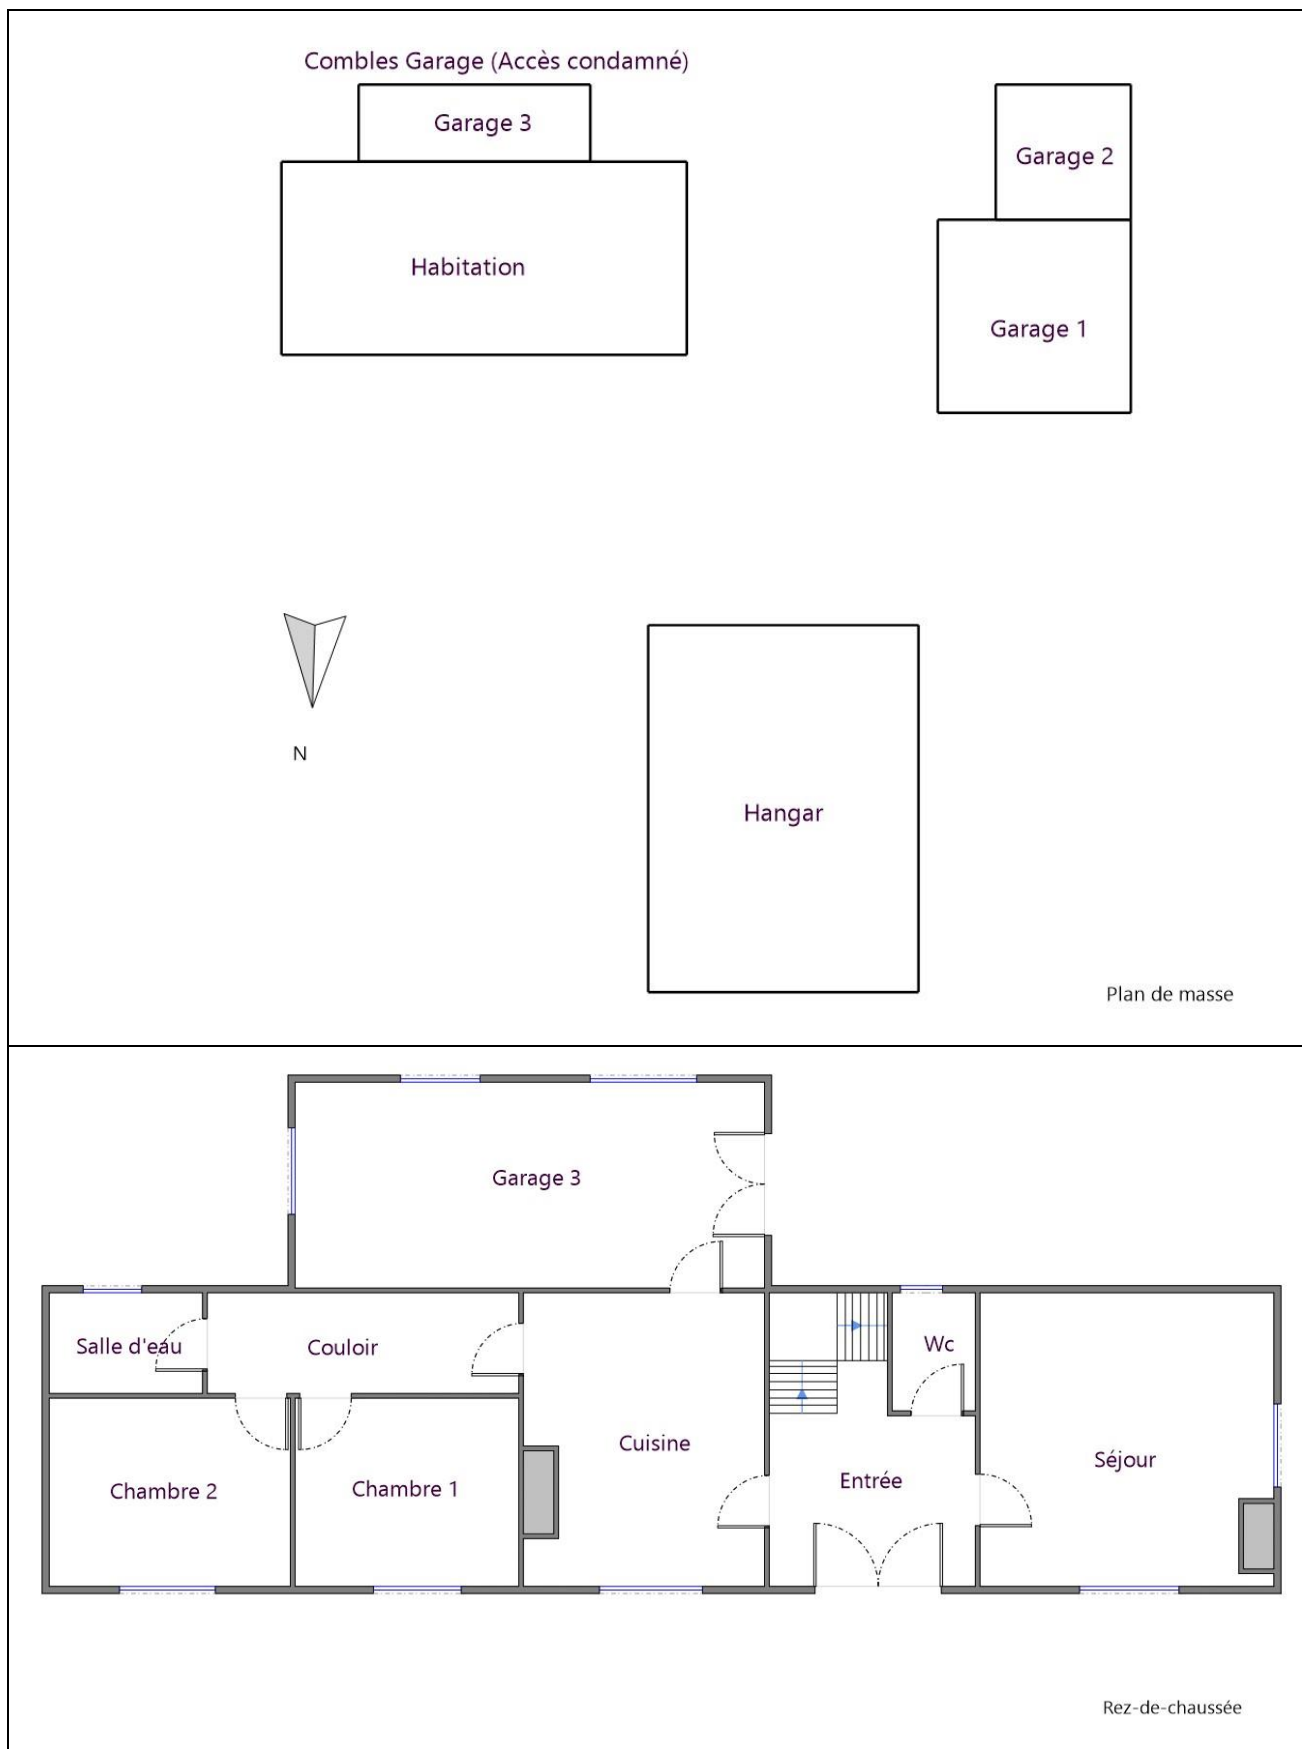 Combles Garage (Accès condamné)
Garage 3
Garage 2
Habitation
Garage 1
N
Hangar
Plan de masse
Garage 3
Salle d'eau
Couloir
Wc
Cuisine
Séjour
Entrée
Chambre 2
Chambre 1
Rez-de-chaussée